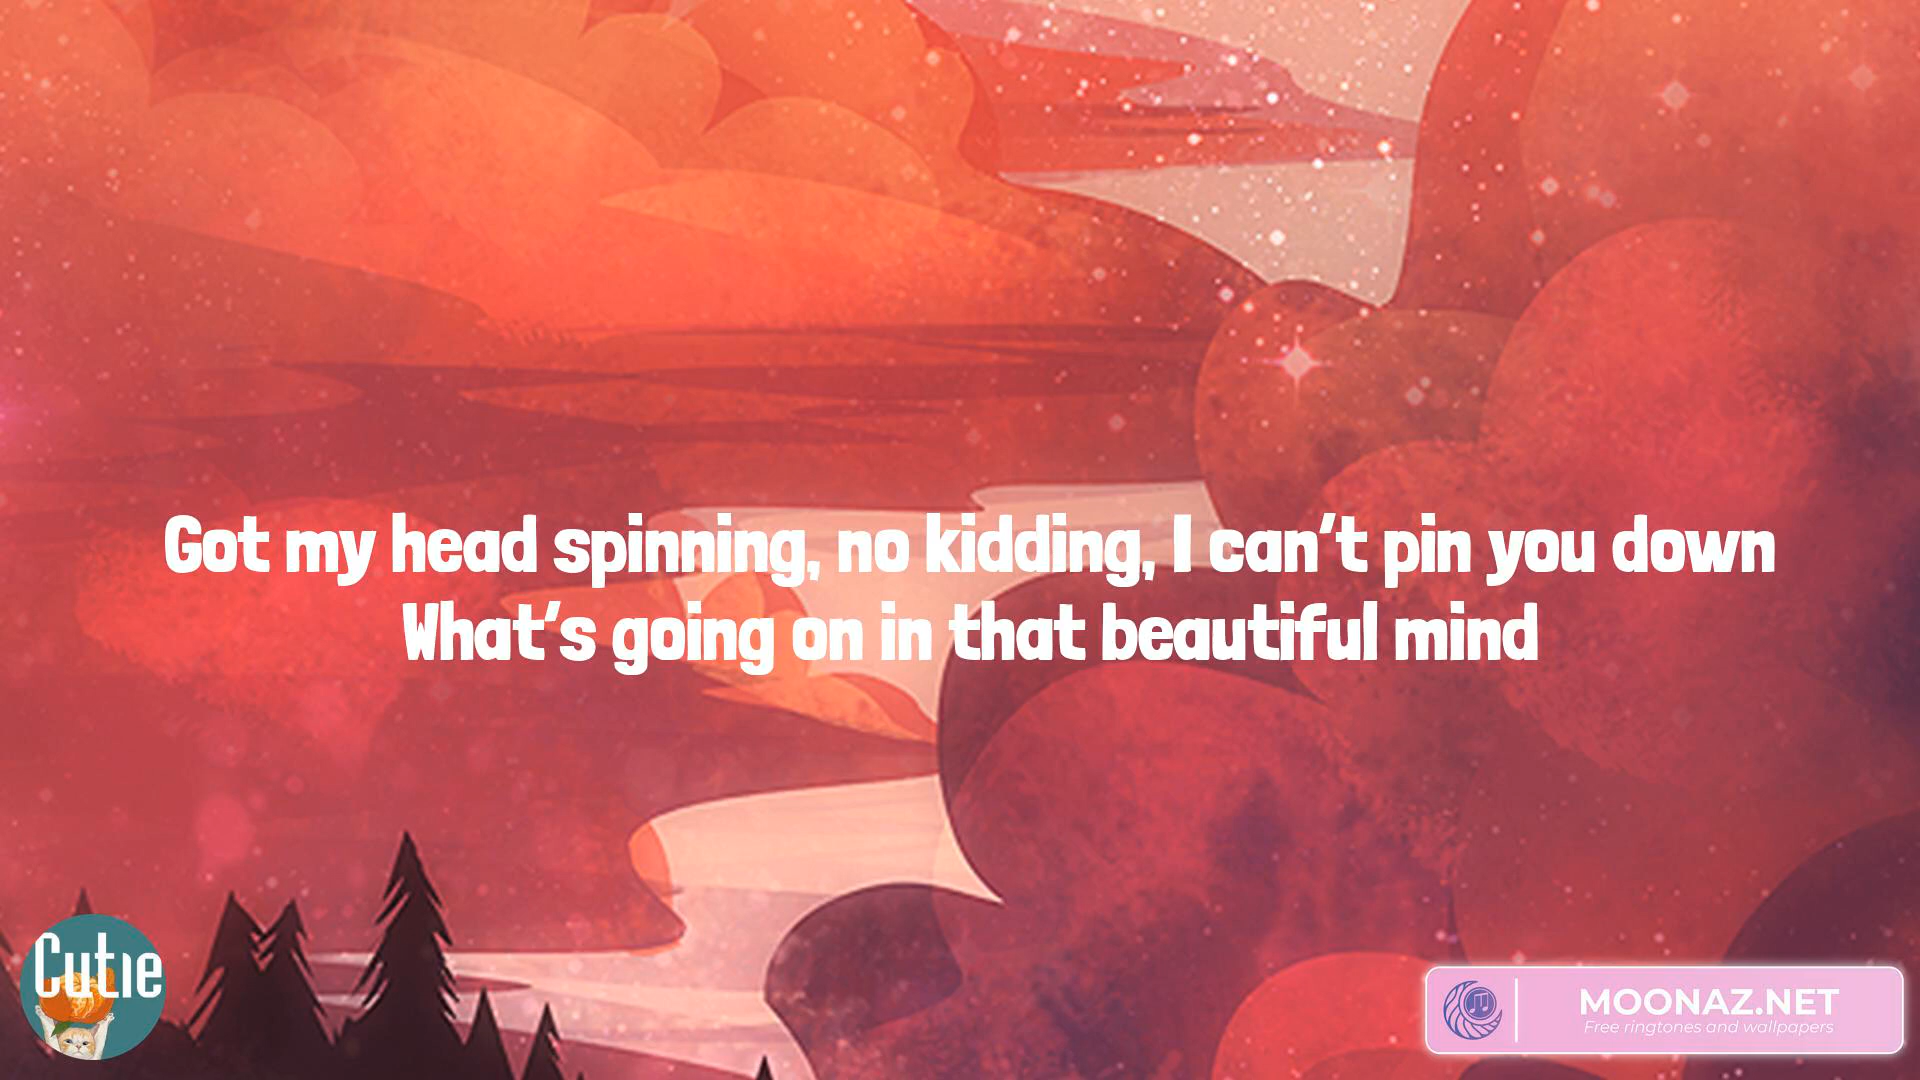 Got my head spinning, no kidding, I can't pin you down
What's going on in that beautiful mind
Cutie
MOONAZ.NET
Free ringtones and wallpapers